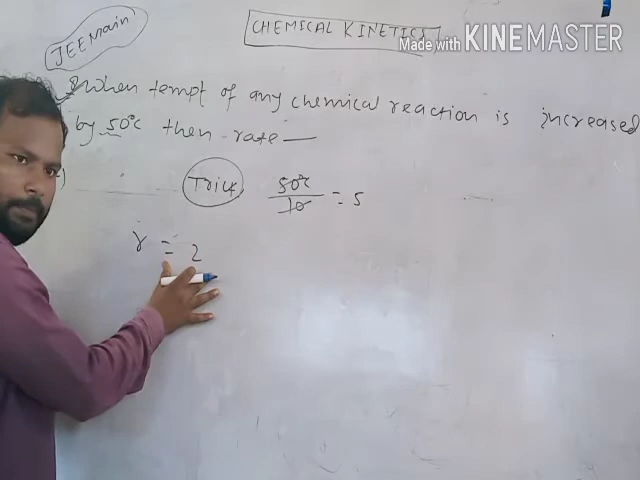 JEE Main
CHEMICAL KINETICS
Made with KINEMASTER
When tempt of any chemical reaction is increased
by 50°C then rate —
Trick 50°C / 10 = 5
r = 2